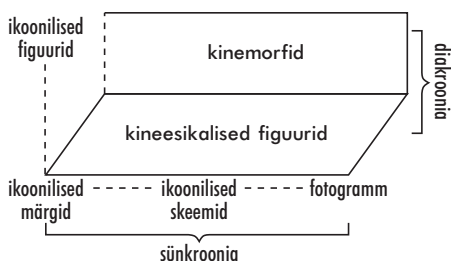 ikoonilised
figuurid
kinemorfid
diakroonia
kineesikalised figuurid
ikoonilised
märgid
ikoonilised
skeemid
fotogramm
sünkroonia